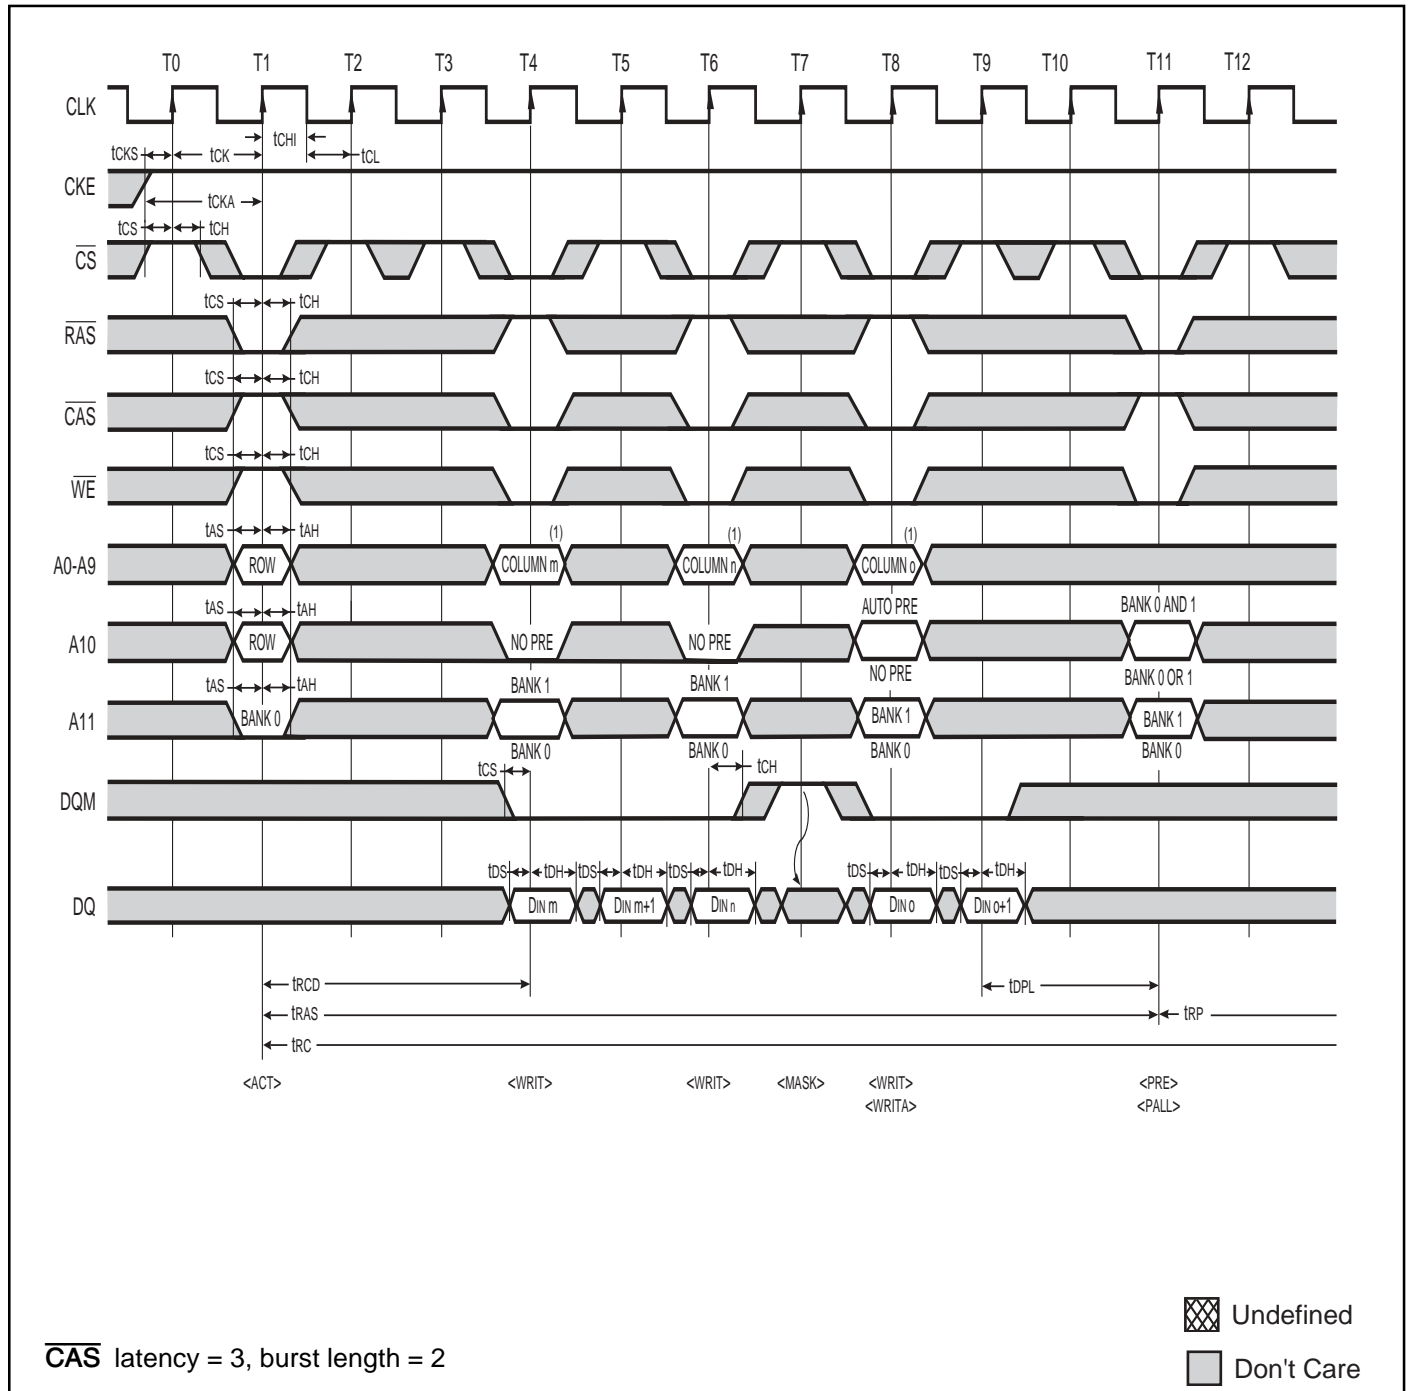 T0 T1 T2 T3 T4 T5 T6 T7 T8 T9 T10 T11 T12
CLK
tCHI
tCKS tCK tCL
CKE
tCKA
tCS tCH
CS
tCS tCH
RAS
tCS tCH
CAS
tCS tCH
WE
tAS tAH (1) (1) (1)
A0-A9 ROW COLUMN m COLUMN n COLUMN o
tAS tAH AUTO PRE BANK 0 AND 1
A10 ROW NO PRE NO PRE
NO PRE BANK 0 OR 1
tAS tAH BANK 1 BANK 1
A11 BANK 0 BANK 1 BANK 1
BANK 0 BANK 0 BANK 0 BANK 0
tCS tCH
DQM
tDS tDH tDS tDH tDS tDH tDS tDH tDS tDH
DQ DIN m DIN m+1 DIN n DIN o DIN o+1
tRCD tDPL
tRAS tRP
tRC
<ACT> <WRIT> <WRIT> <MASK> <WRIT> <PRE>
<WRITA> <PALL>
Undefined
CAS latency = 3, burst length = 2
Don't Care